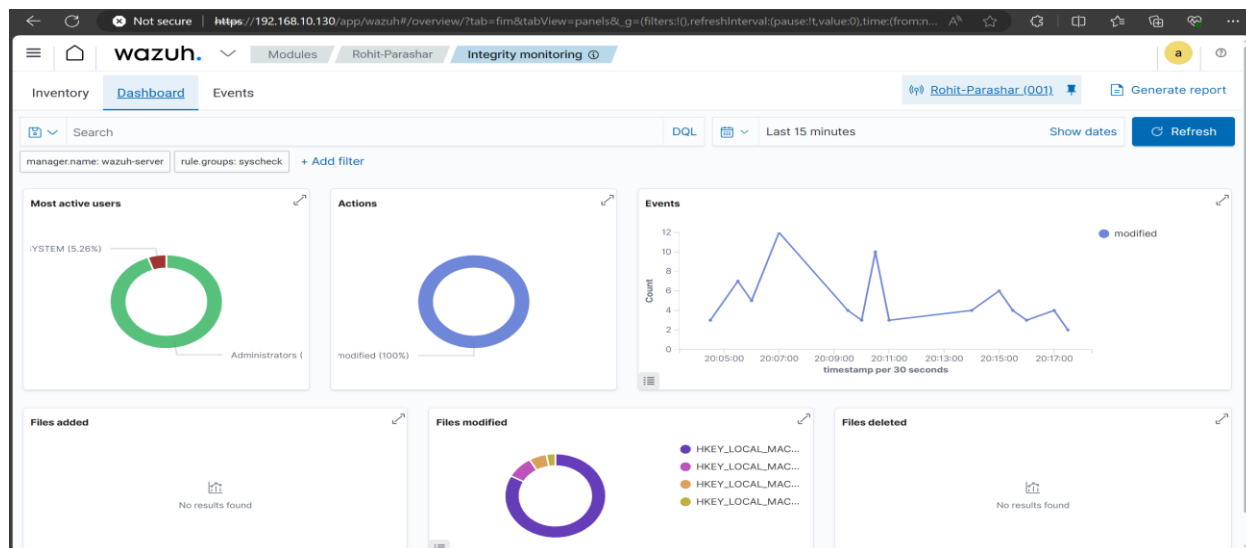 Not secure | https://192.168.10.130/app/wazuh#/overview/?tab=fim&tabView=panels&_g=(filters:!(),refreshInterval:(pause:!t,value:0),time:(from:n...
wazuh. Modules Rohit-Parashar Integrity monitoring a
Inventory Dashboard Events Rohit-Parashar (001) Generate report
Search DQL Last 15 minutes Show dates Refresh
manager.name: wazuh-server rule.groups: syscheck + Add filter
Most active users
YSTEM (5.26%)
Administrators (
Actions
modified (100%)
Events
modified
Count
12
10
8
6
4
2
0
20:05:00 20:07:00 20:09:00 20:11:00 20:13:00 20:15:00 20:17:00
timestamp per 30 seconds
Files added
No results found
Files modified
HKEY_LOCAL_MAC...
HKEY_LOCAL_MAC...
HKEY_LOCAL_MAC...
HKEY_LOCAL_MAC...
Files deleted
No results found